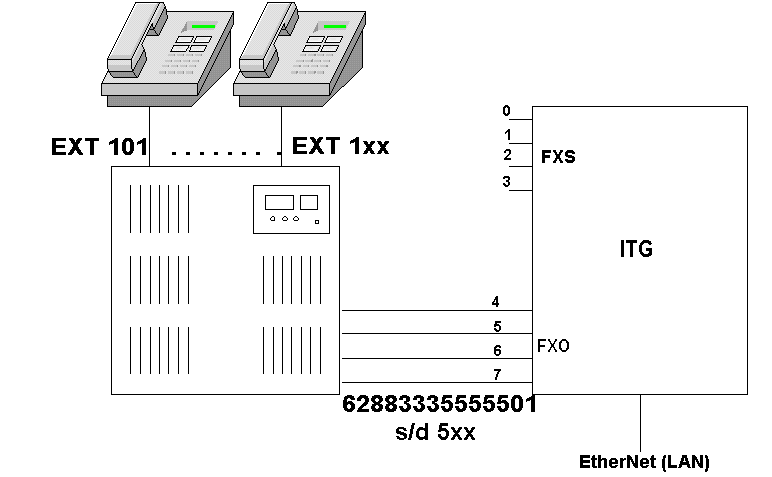 EXT 101 ........ EXT 1xx
0
1
2
3
FXS
ITG
4
5
6
7
FXO
62883335555501
s/d 5xx
EtherNet (LAN)